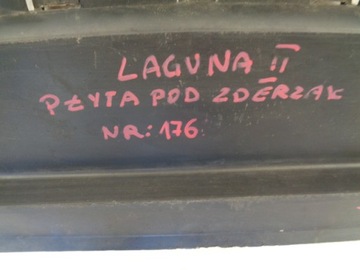 LAGUNA II
PŁYTA POD ZDERZAK
NR: 176